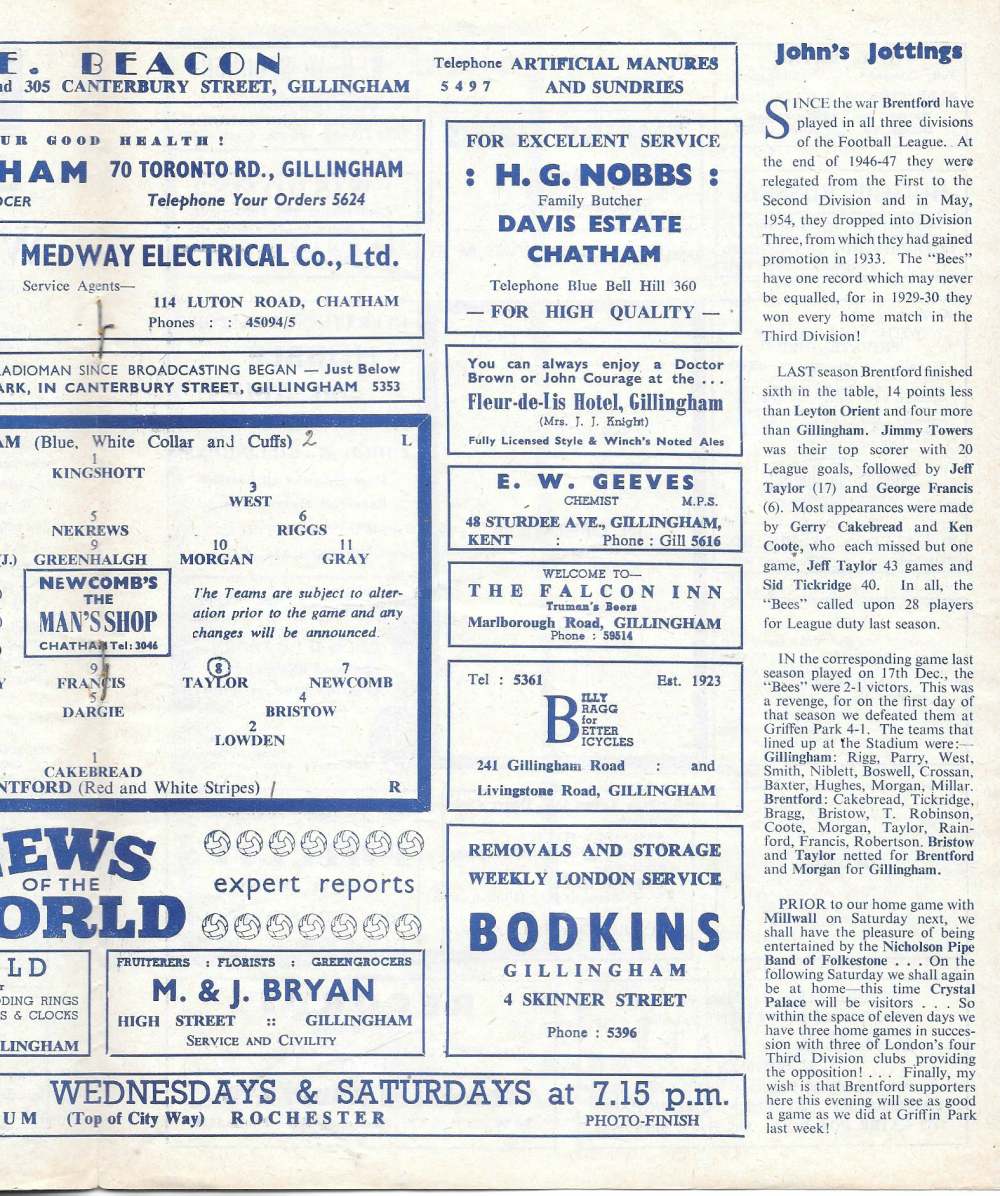 E. BEACON
Telephone ARTIFICIAL MANURES
305 CANTERBURY STREET, GILLINGHAM
5 4 9 7 AND SUNDRIES
UR GOOD HEALTH !
HAM 70 TORONTO RD., GILLINGHAM
OCER Telephone Your Orders 5624
MEDWAY ELECTRICAL Co., Ltd.
Service Agents—
114 LUTON ROAD, CHATHAM
Phones : : 45094/5
ADIOMAN SINCE BROADCASTING BEGAN — Just Below
ARK, IN CANTERBURY STREET, GILLINGHAM 5353
AM (Blue, White Collar and Cuffs) 2 L
1
KINGSHOTT
3
WEST
5 6
NEKREWS RIGGS
9 10 11
J.) GREENHALGH MORGAN GRAY
NEWCOMB'S
THE
MAN'S SHOP
CHATHAM Tel: 3046
The Teams are subject to alter-
ation prior to the game and any
changes will be announced.
9 8 7
Y FRANCIS TAYLOR NEWCOMB
5 4
DARGIE BRISTOW
2
LOWDEN
1
CAKEBREAD
NTFORD (Red and White Stripes) 1 R
EWS
OF THE
ORLD
expert reports
LD
DDING RINGS
S & CLOCKS
LINGHAM
FRUITERERS : FLORISTS : GREENGROCERS
M. & J. BRYAN
HIGH STREET :: GILLINGHAM
SERVICE AND CIVILITY
WEDNESDAYS & SATURDAYS at 7.15 p.m.
UM (Top of City Way) ROCHESTER PHOTO-FINISH
FOR EXCELLENT SERVICE
: H. G. NOBBS :
Family Butcher
DAVIS ESTATE
CHATHAM
Telephone Blue Bell Hill 360
— FOR HIGH QUALITY —
You can always enjoy a Doctor
Brown or John Courage at the ...
Fleur-de-Lis Hotel, Gillingham
(Mrs. J. J. Knight)
Fully Licensed Style & Winch's Noted Ales
E. W. GEEVES
CHEMIST M.P.S.
48 STURDEE AVE., GILLINGHAM,
KENT : Phone : Gill 5616
WELCOME TO—
THE FALCON INN
Truman's Beers
Marlborough Road, GILLINGHAM
Phone : 59514
Tel : 5361 Est. 1923
BILLY
RAGG
for
BETTER
ICYCLES
241 Gillingham Road : and
Livingstone Road, GILLINGHAM
REMOVALS AND STORAGE
WEEKLY LONDON SERVICE
BODKINS
GILLINGHAM
4 SKINNER STREET
Phone : 5396
John's Jottings
SINCE the war Brentford have
played in all three divisions
of the Football League. At
the end of 1946-47 they were
relegated from the First to the
Second Division and in May,
1954, they dropped into Division
Three, from which they had gained
promotion in 1933. The "Bees"
have one record which may never
be equalled, for in 1929-30 they
won every home match in the
Third Division!
LAST season Brentford finished
sixth in the table, 14 points less
than Leyton Orient and four more
than Gillingham. Jimmy Towers
was their top scorer with 20
League goals, followed by Jeff
Taylor (17) and George Francis
(6). Most appearances were made
by Gerry Cakebread and Ken
Coote, who each missed but one
game, Jeff Taylor 43 games and
Sid Tickridge 40. In all, the
"Bees" called upon 28 players
for League duty last season.
IN the corresponding game last
season played on 17th Dec., the
"Bees" were 2-1 victors. This was
a revenge, for on the first day of
that season we defeated them at
Griffen Park 4-1. The teams that
lined up at the Stadium were:—
Gillingham: Rigg, Parry, West,
Smith, Niblett, Boswell, Crossan,
Baxter, Hughes, Morgan, Millar.
Brentford: Cakebread, Tickridge,
Bragg, Bristow, T. Robinson,
Coote, Morgan, Taylor, Rain-
ford, Francis, Robertson. Bristow
and Taylor netted for Brentford
and Morgan for Gillingham.
PRIOR to our home game with
Millwall on Saturday next, we
shall have the pleasure of being
entertained by the Nicholson Pipe
Band of Folkestone . . . On the
following Saturday we shall again
be at home—this time Crystal
Palace will be visitors . . . So
within the space of eleven days we
have three home games in succes-
sion with three of London's four
Third Division clubs providing
the opposition! . . . Finally, my
wish is that Brentford supporters
here this evening will see as good
a game as we did at Griffin Park
last week!